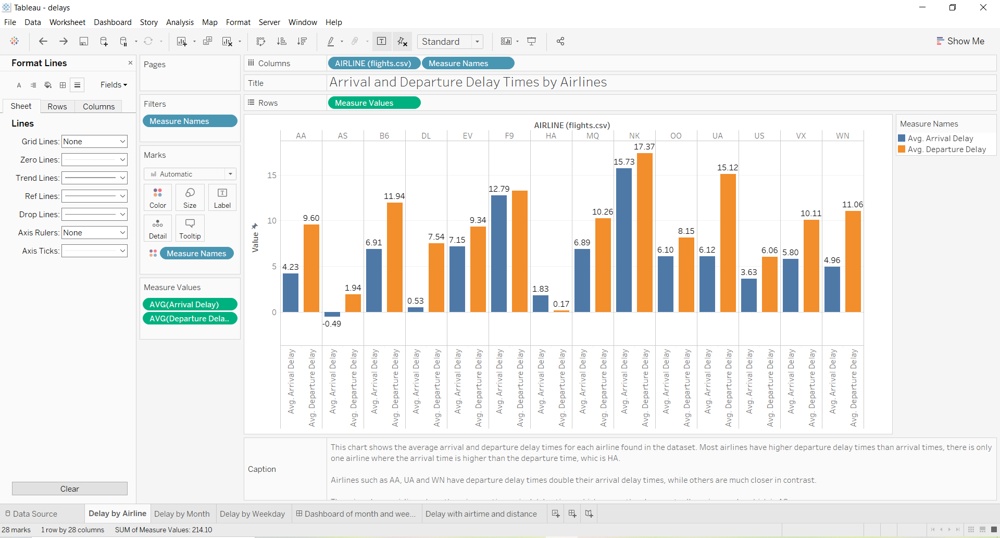 Tableau - delays
File Data Worksheet Dashboard Story Analysis Map Format Server Window Help
Standard
Show Me
Format Lines
Fields
Sheet Rows Columns
Lines
Grid Lines: None
Zero Lines:
Trend Lines:
Ref Lines:
Drop Lines:
Axis Rulers: None
Axis Ticks:
Clear
Pages
Filters
Measure Names
Marks
Automatic
Color Size Label
Detail Tooltip
Measure Names
Measure Values
AVG(Arrival Delay)
AVG(Departure Dela..
Columns AIRLINE (flights.csv) Measure Names
Title Arrival and Departure Delay Times by Airlines
Rows Measure Values
AIRLINE (flights.csv)
AA AS B6 DL EV F9 HA MQ NK OO UA US VX WN
Value
15
10
5
0
4.23 9.60
-0.49 1.94
6.91 11.94
0.53 7.54
7.15 9.34
12.79
1.83 0.17
6.89 10.26
15.73 17.37
6.10 8.15
6.12 15.12
3.63 6.06
5.80 10.11
4.96 11.06
Avg. Arrival Delay
Avg. Departure Delay
Avg. Arrival Delay
Avg. Departure Delay
Avg. Arrival Delay
Avg. Departure Delay
Avg. Arrival Delay
Avg. Departure Delay
Avg. Arrival Delay
Avg. Departure Delay
Avg. Arrival Delay
Avg. Departure Delay
Avg. Arrival Delay
Avg. Departure Delay
Avg. Arrival Delay
Avg. Departure Delay
Avg. Arrival Delay
Avg. Departure Delay
Avg. Arrival Delay
Avg. Departure Delay
Avg. Arrival Delay
Avg. Departure Delay
Avg. Arrival Delay
Avg. Departure Delay
Avg. Arrival Delay
Avg. Departure Delay
Avg. Arrival Delay
Avg. Departure Delay
Measure Names
Avg. Arrival Delay
Avg. Departure Delay
Caption
This chart shows the average arrival and departure delay times for each airline found in the dataset. Most airlines have higher departure delay times than arrival times, there is only
one airline where the arrival time is higher than the departure time, whic is HA.
Airlines such as AA, UA and WN have departure delay times double their arrival delay times, while others are much closer in contrast.
Data Source Delay by Airline Delay by Month Delay by Weekday Dashboard of month and wee... Delay with airtime and distance
28 marks 1 row by 28 columns SUM of Measure Values: 214.10